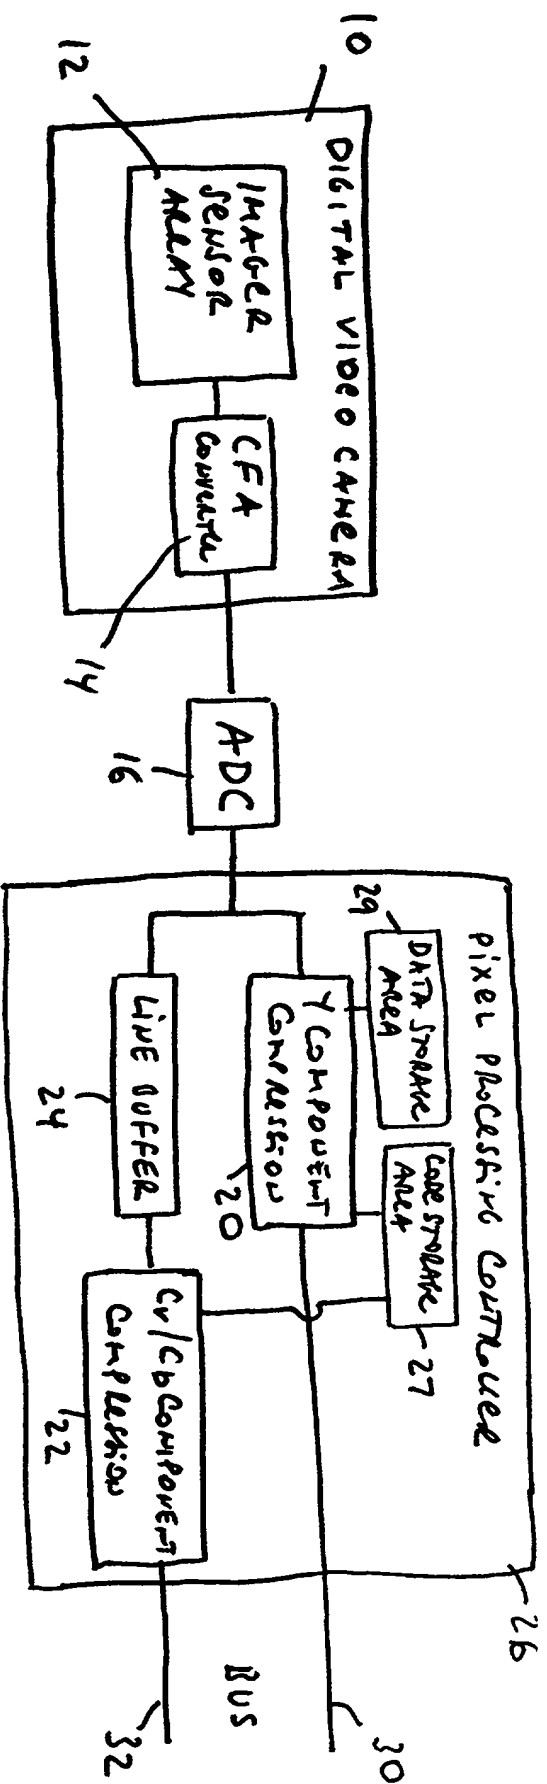 10
DIGITAL VIDEO CAMERA
12
IMAGER
SENSOR
ARRAY
CFA
CONVERTER
14
ADC
16
PIXEL PROCESSING CONTROLLER
26
29
DATA STORAGE
AREA
CODE STORAGE
AREA
27
Y COMPONENT
COMPRESSION
20
LINE BUFFER
24
Cr/Cb COMPONENT
COMPRESSION
22
30
BUS
32